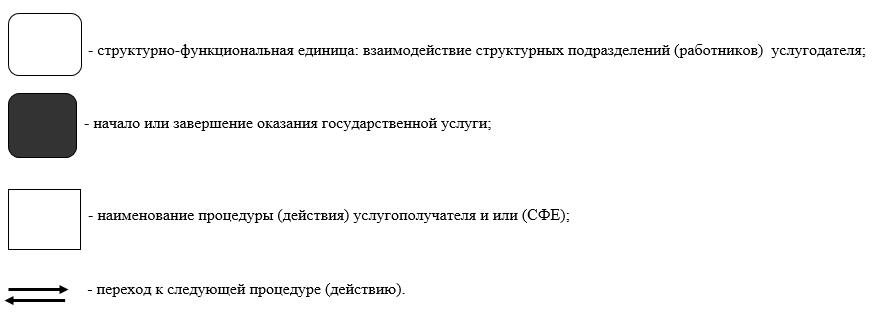 - структурно-функциональная единица: взаимодействие структурных подразделений (работников) услугодателя;
- начало или завершение оказания государственной услуги;
- наименование процедуры (действия) услугополучателя и или (СФЕ);
- переход к следующей процедуре (действию).